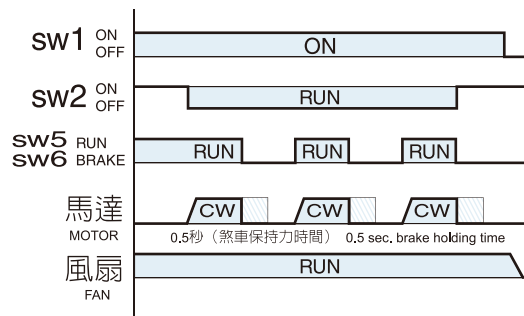 sw1 ON
OFF
ON
sw2 ON
OFF
RUN
sw5 RUN
sw6 BRAKE
RUN RUN RUN
馬達
MOTOR
CW CW CW
0.5秒（煞車保持力時間） 0.5 sec. brake holding time
風扇
FAN
RUN